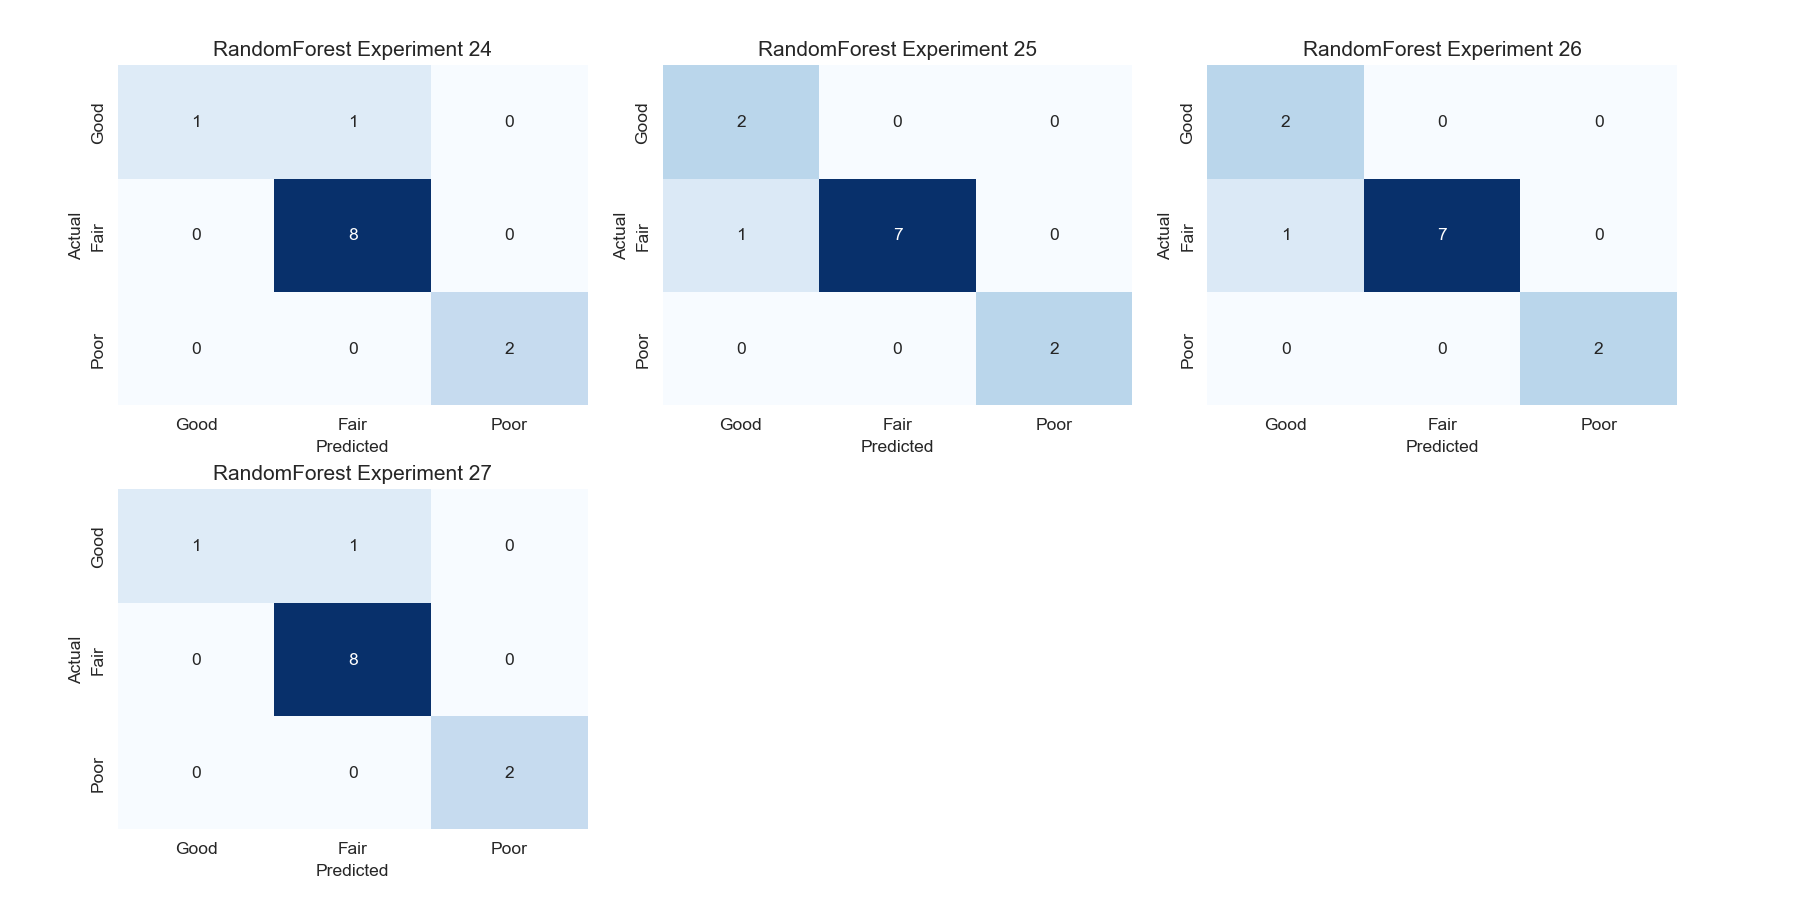 RandomForest Experiment 24
Good 1 1 0
Actual
Fair 0 8 0
Poor 0 0 2
Good Fair Poor
Predicted
RandomForest Experiment 25
Good 2 0 0
Actual
Fair 1 7 0
Poor 0 0 2
Good Fair Poor
Predicted
RandomForest Experiment 26
Good 2 0 0
Actual
Fair 1 7 0
Poor 0 0 2
Good Fair Poor
Predicted
RandomForest Experiment 27
Good 1 1 0
Actual
Fair 0 8 0
Poor 0 0 2
Good Fair Poor
Predicted